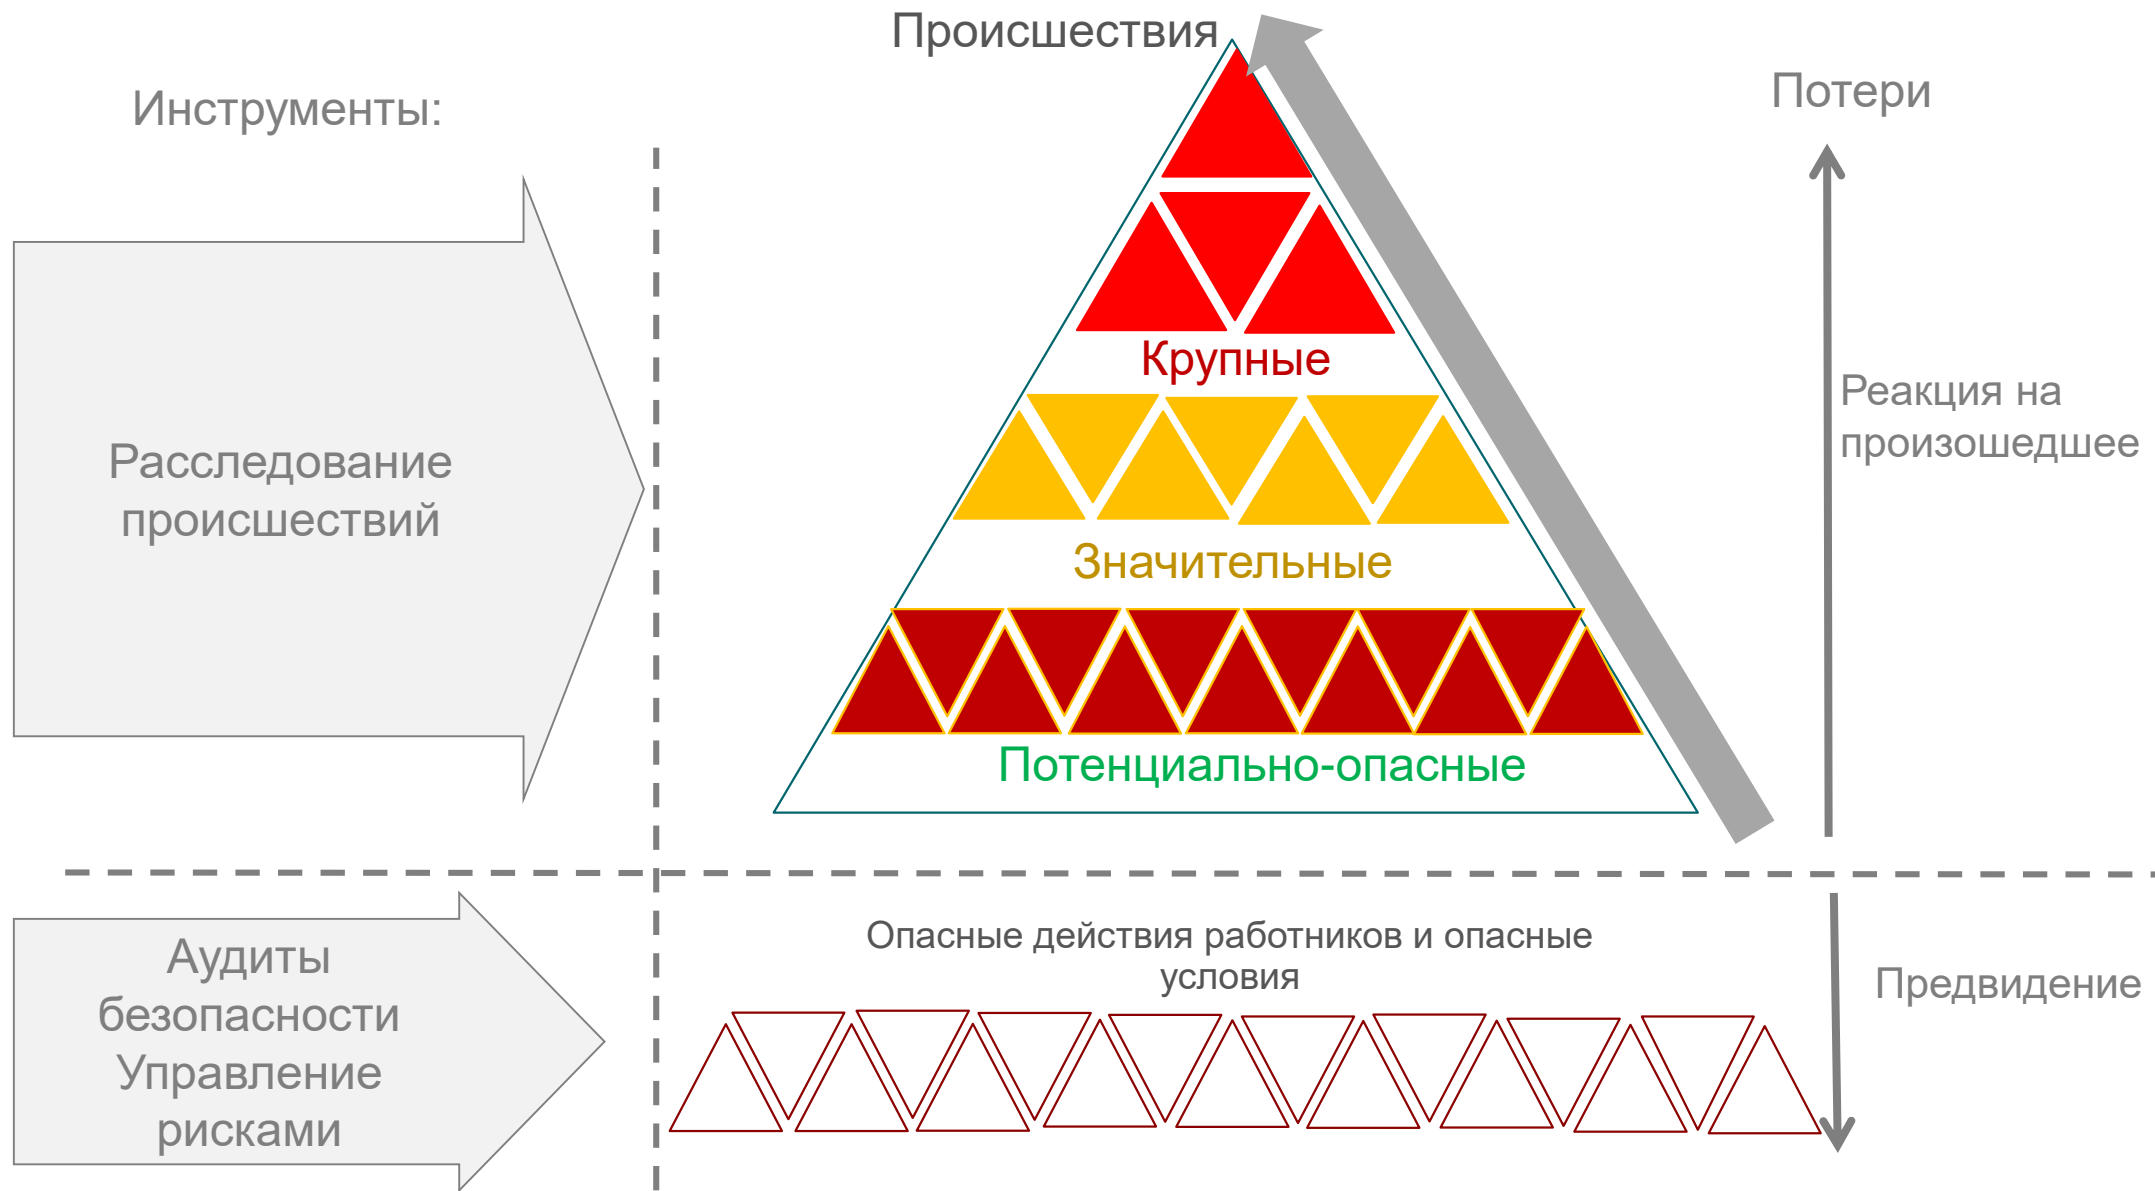 Происшествия
Инструменты:
Потери
Расследование
происшествий
Крупные
Значительные
Потенциально-опасные
Реакция на
произошедшее
Аудиты
безопасности
Управление
рисками
Опасные действия работников и опасные
условия
Предвидение